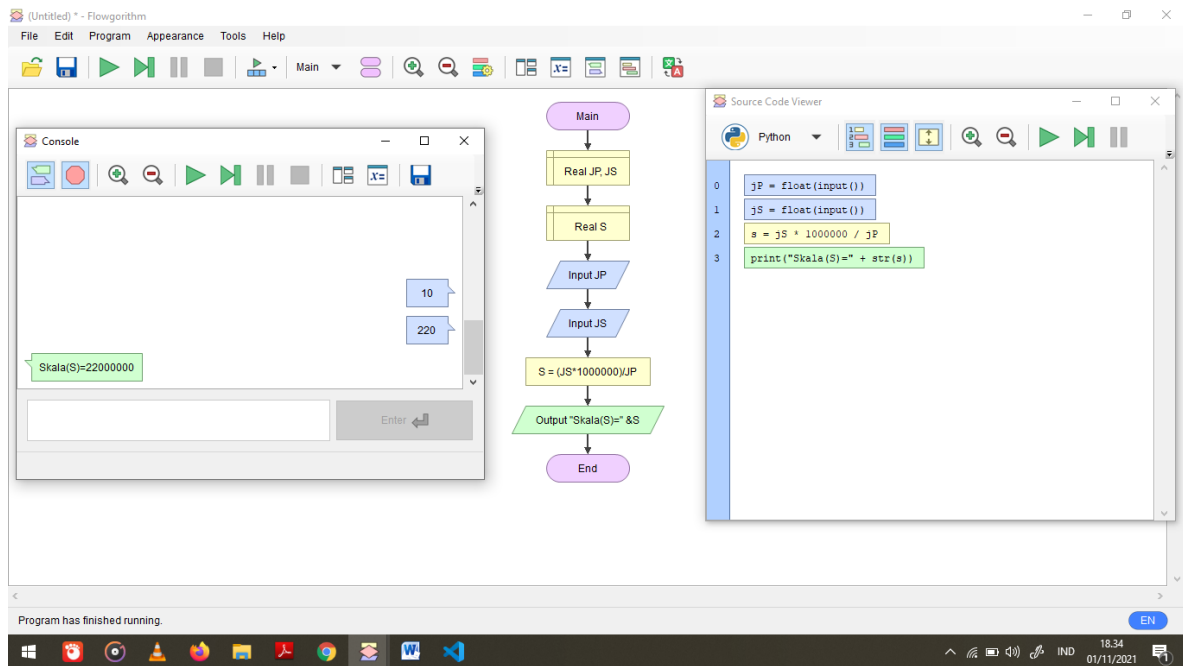 (Untitled) * - Flowgorithm
File Edit Program Appearance Tools Help
Main
x=
Console
x=
10
220
Skala(S)=22000000
Enter
Main
Real JP, JS
Real S
Input JP
Input JS
S = (JS*1000000)/JP
Output "Skala(S)=" &S
End
Source Code Viewer
Python
0 jP = float(input())
1 jS = float(input())
2 s = jS * 1000000 / jP
3 print("Skala(S)=" + str(s))
Program has finished running.
EN
IND
18.34
01/11/2021